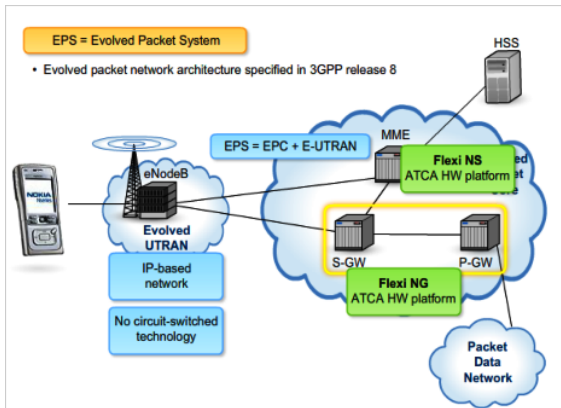 EPS = Evolved Packet System
• Evolved packet network architecture specified in 3GPP release 8
HSS
EPS = EPC + E-UTRAN
MME
Flexi NS
ATCA HW platform
eNodeB
NOKIA
Nseries
Evolved
UTRAN
S-GW
P-GW
IP-based
network
Flexi NG
ATCA HW platform
No circuit-switched
technology
Packet
Data
Network